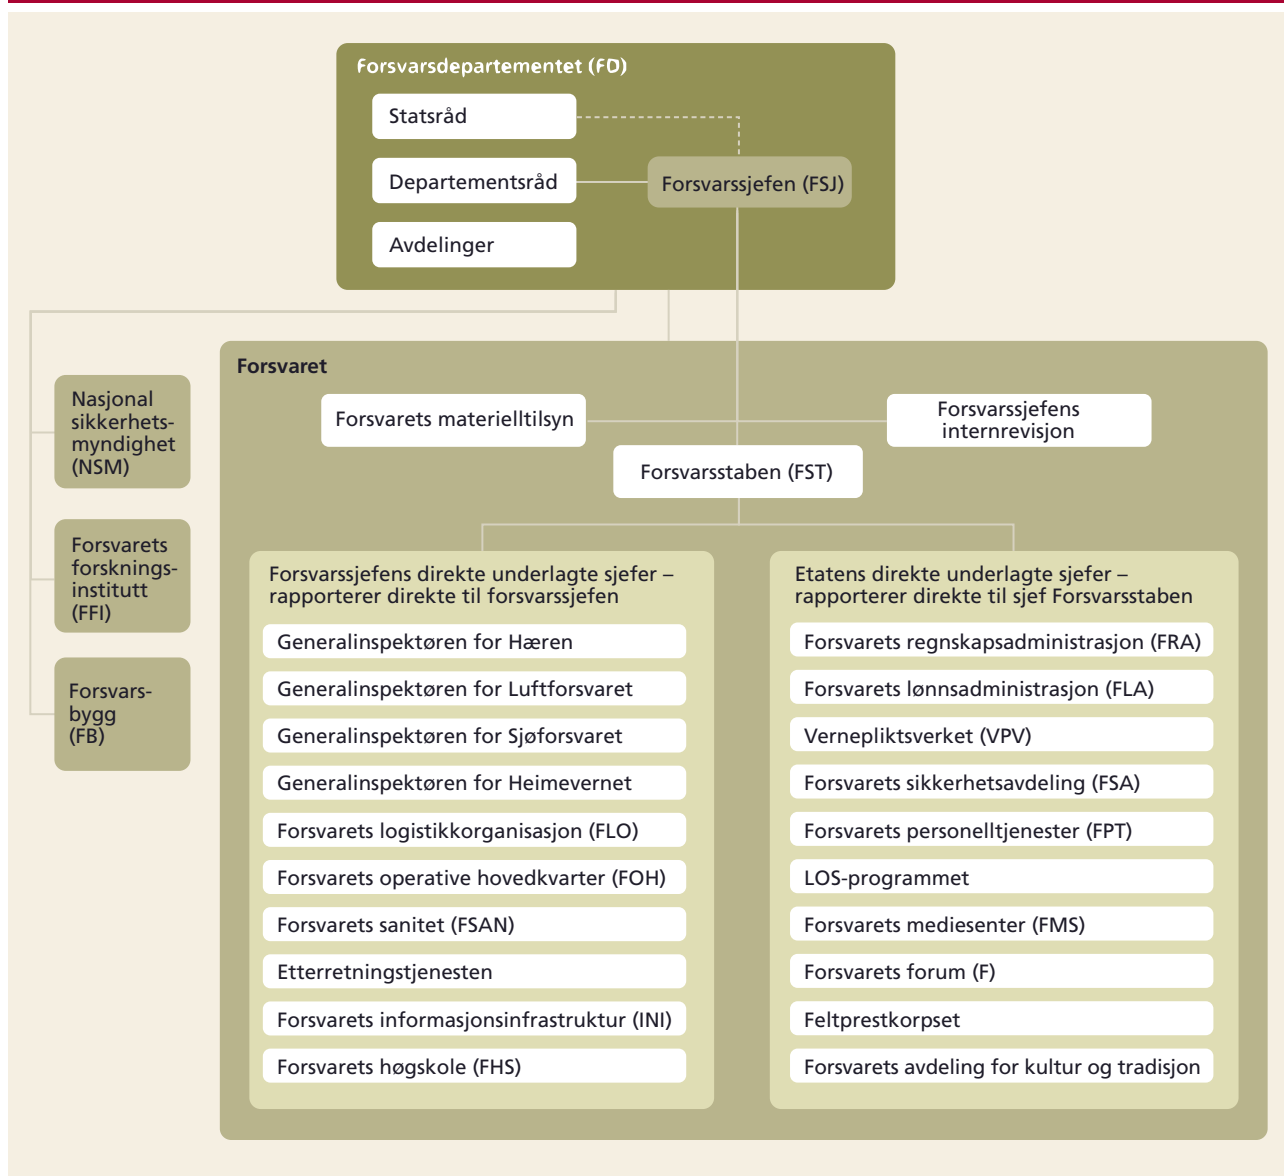 Forsvarsdepartementet (FD)
Statsråd
Departementsråd
Forsvarssjefen (FSJ)
Avdelinger
Nasjonal
sikkerhets-
myndighet
(NSM)
Forsvarets
forsknings-
institutt
(FFI)
Forsvars-
bygg
(FB)
Forsvaret
Forsvarets materielltilsyn
Forsvarssjefens
internrevisjon
Forsvarsstaben (FST)
Forsvarssjefens direkte underlagte sjefer –
rapporterer direkte til forsvarssjefen
Generalinspektøren for Hæren
Generalinspektøren for Luftforsvaret
Generalinspektøren for Sjøforsvaret
Generalinspektøren for Heimevernet
Forsvarets logistikkorganisasjon (FLO)
Forsvarets operative hovedkvarter (FOH)
Forsvarets sanitet (FSAN)
Etterretningstjenesten
Forsvarets informasjonsinfrastruktur (INI)
Forsvarets høgskole (FHS)
Etatens direkte underlagte sjefer –
rapporterer direkte til sjef Forsvarsstaben
Forsvarets regnskapsadministrasjon (FRA)
Forsvarets lønnsadministrasjon (FLA)
Vernepliktsverket (VPV)
Forsvarets sikkerhetsavdeling (FSA)
Forsvarets personelltjenester (FPT)
LOS-programmet
Forsvarets mediesenter (FMS)
Forsvarets forum (F)
Feltprestkorpset
Forsvarets avdeling for kultur og tradisjon